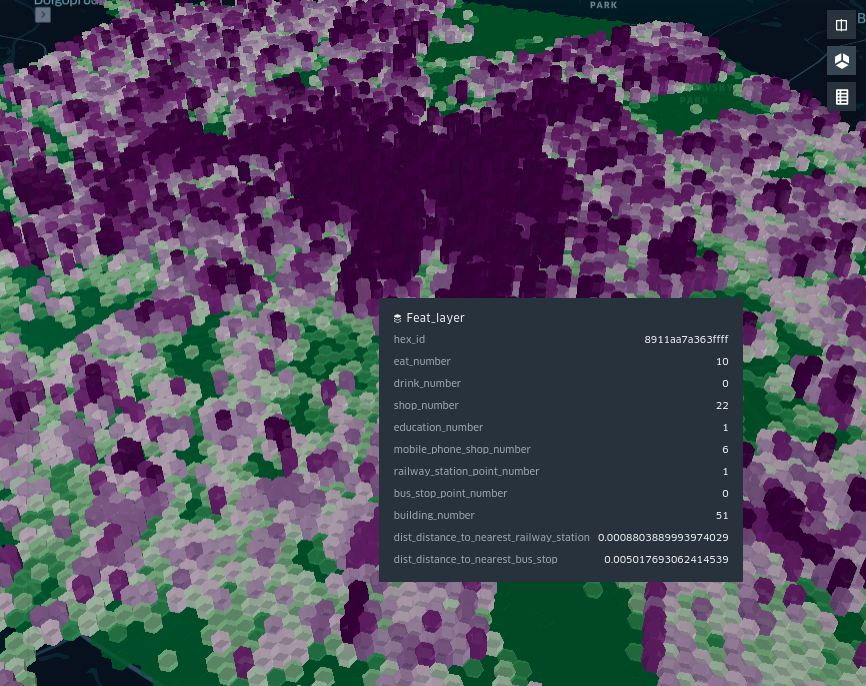 PARK
PARK
Feat_layer
hex_id 8911aa7a363ffff
eat_number 10
drink_number 0
shop_number 22
education_number 1
mobile_phone_shop_number 6
railway_station_point_number 1
bus_stop_point_number 0
building_number 51
dist_distance_to_nearest_railway_station 0.0008803889993974029
dist_distance_to_nearest_bus_stop 0.005017693062414539